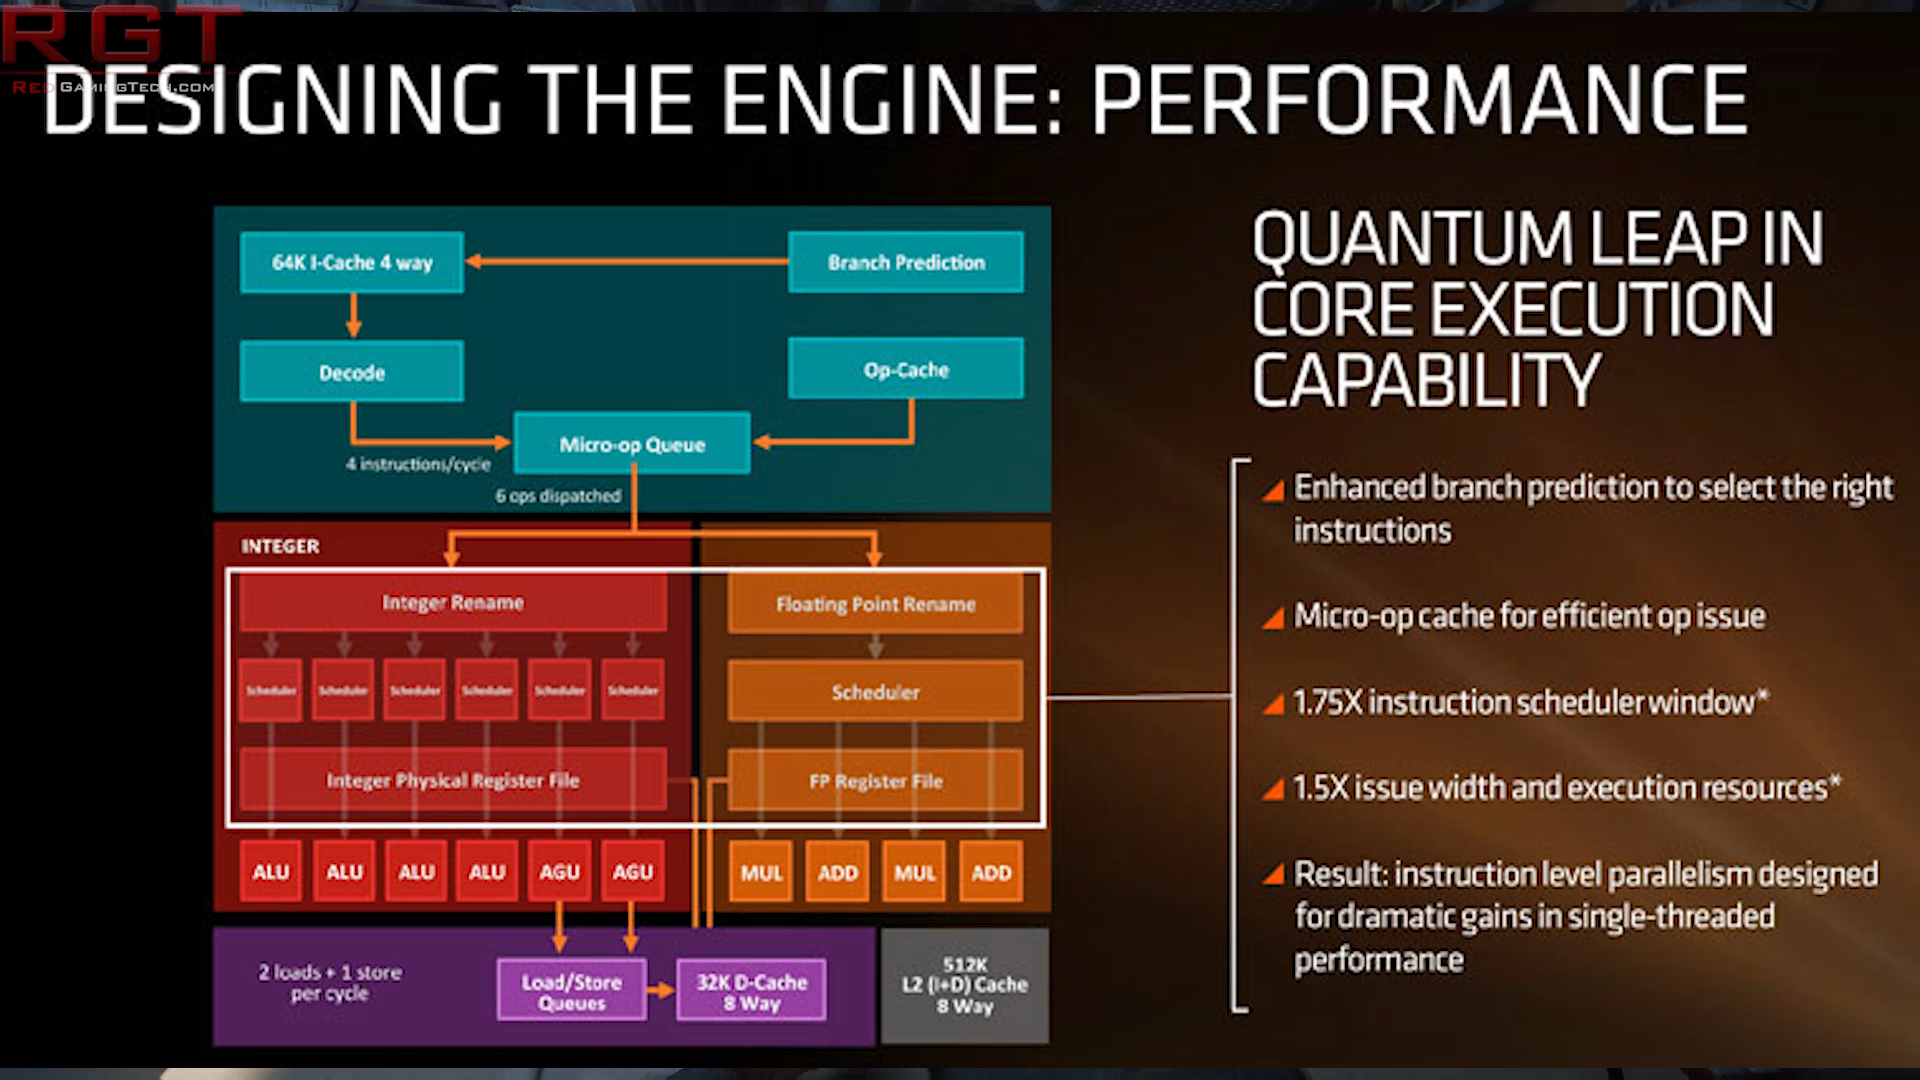 RGT
RedGamingTech.com
DESIGNING THE ENGINE: PERFORMANCE
64K I-Cache 4 way
Branch Prediction
Decode
Op-Cache
Micro-op Queue
4 instructions/cycle
6 ops dispatched
INTEGER
Integer Rename
Floating Point Rename
Scheduler Scheduler Scheduler Scheduler Scheduler Scheduler
Scheduler
Integer Physical Register File
FP Register File
ALU ALU ALU ALU AGU AGU
MUL ADD MUL ADD
2 loads + 1 store
per cycle
Load/Store
Queues
32K D-Cache
8 Way
512K
L2 (I+D) Cache
8 Way
QUANTUM LEAP IN
CORE EXECUTION
CAPABILITY
Enhanced branch prediction to select the right
instructions
Micro-op cache for efficient op issue
1.75X instruction scheduler window*
1.5X issue width and execution resources*
Result: instruction level parallelism designed
for dramatic gains in single-threaded
performance